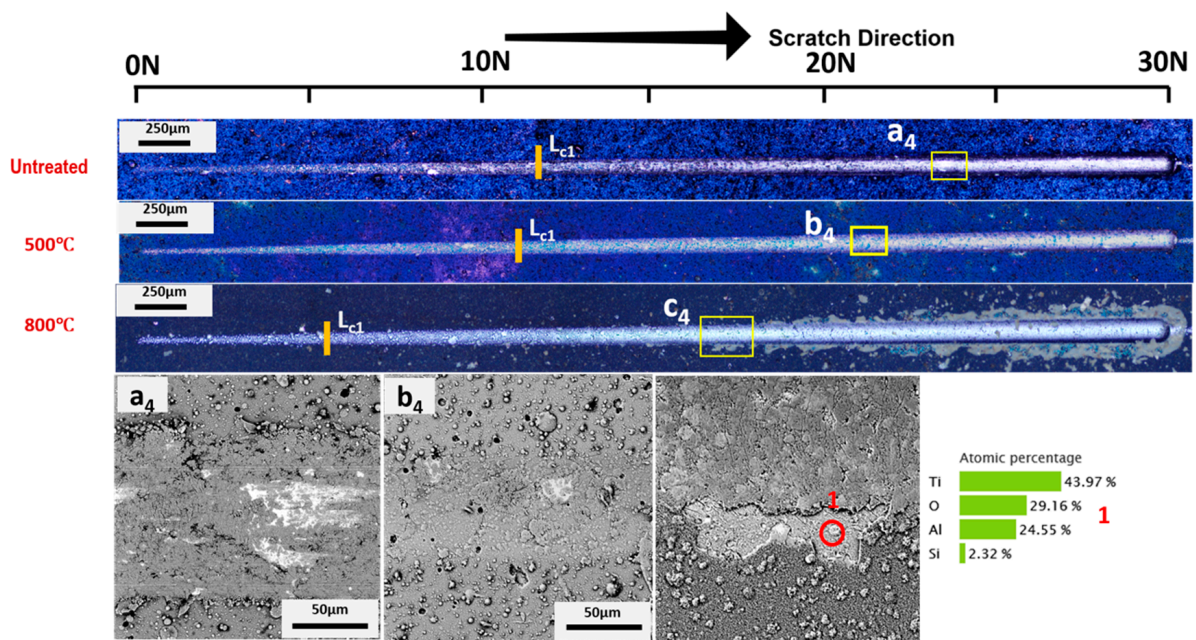 Scratch Direction
0N 10N 20N 30N
Untreated
250µm
Lc1
a4
500℃
250µm
Lc1
b4
800℃
250µm
Lc1
c4
a4
50µm
b4
50µm
1
Atomic percentage
Ti 43.97 %
O 29.16 %
Al 24.55 %
Si 2.32 %
1